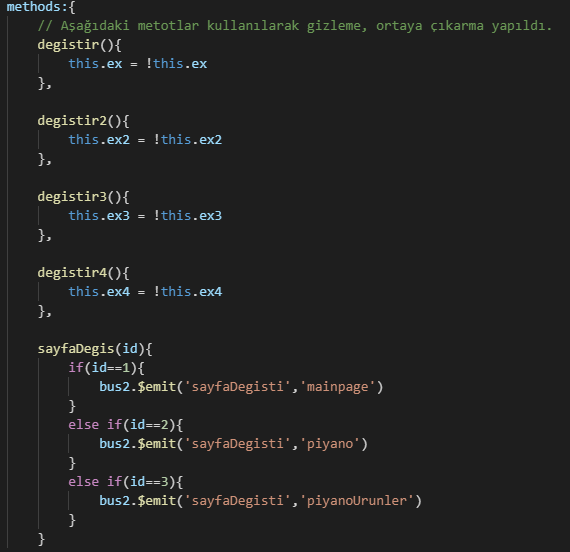 methods:{
// Aşağıdaki metotlar kullanılarak gizleme, ortaya çıkarma yapıldı.
degistir(){
this.ex = !this.ex
},
degistir2(){
this.ex2 = !this.ex2
},
degistir3(){
this.ex3 = !this.ex3
},
degistir4(){
this.ex4 = !this.ex4
},
sayfaDegis(id){
if(id==1){
bus2.$emit('sayfaDegisti','mainpage')
}
else if(id==2){
bus2.$emit('sayfaDegisti','piyano')
}
else if(id==3){
bus2.$emit('sayfaDegisti','piyanoUrunler')
}
}